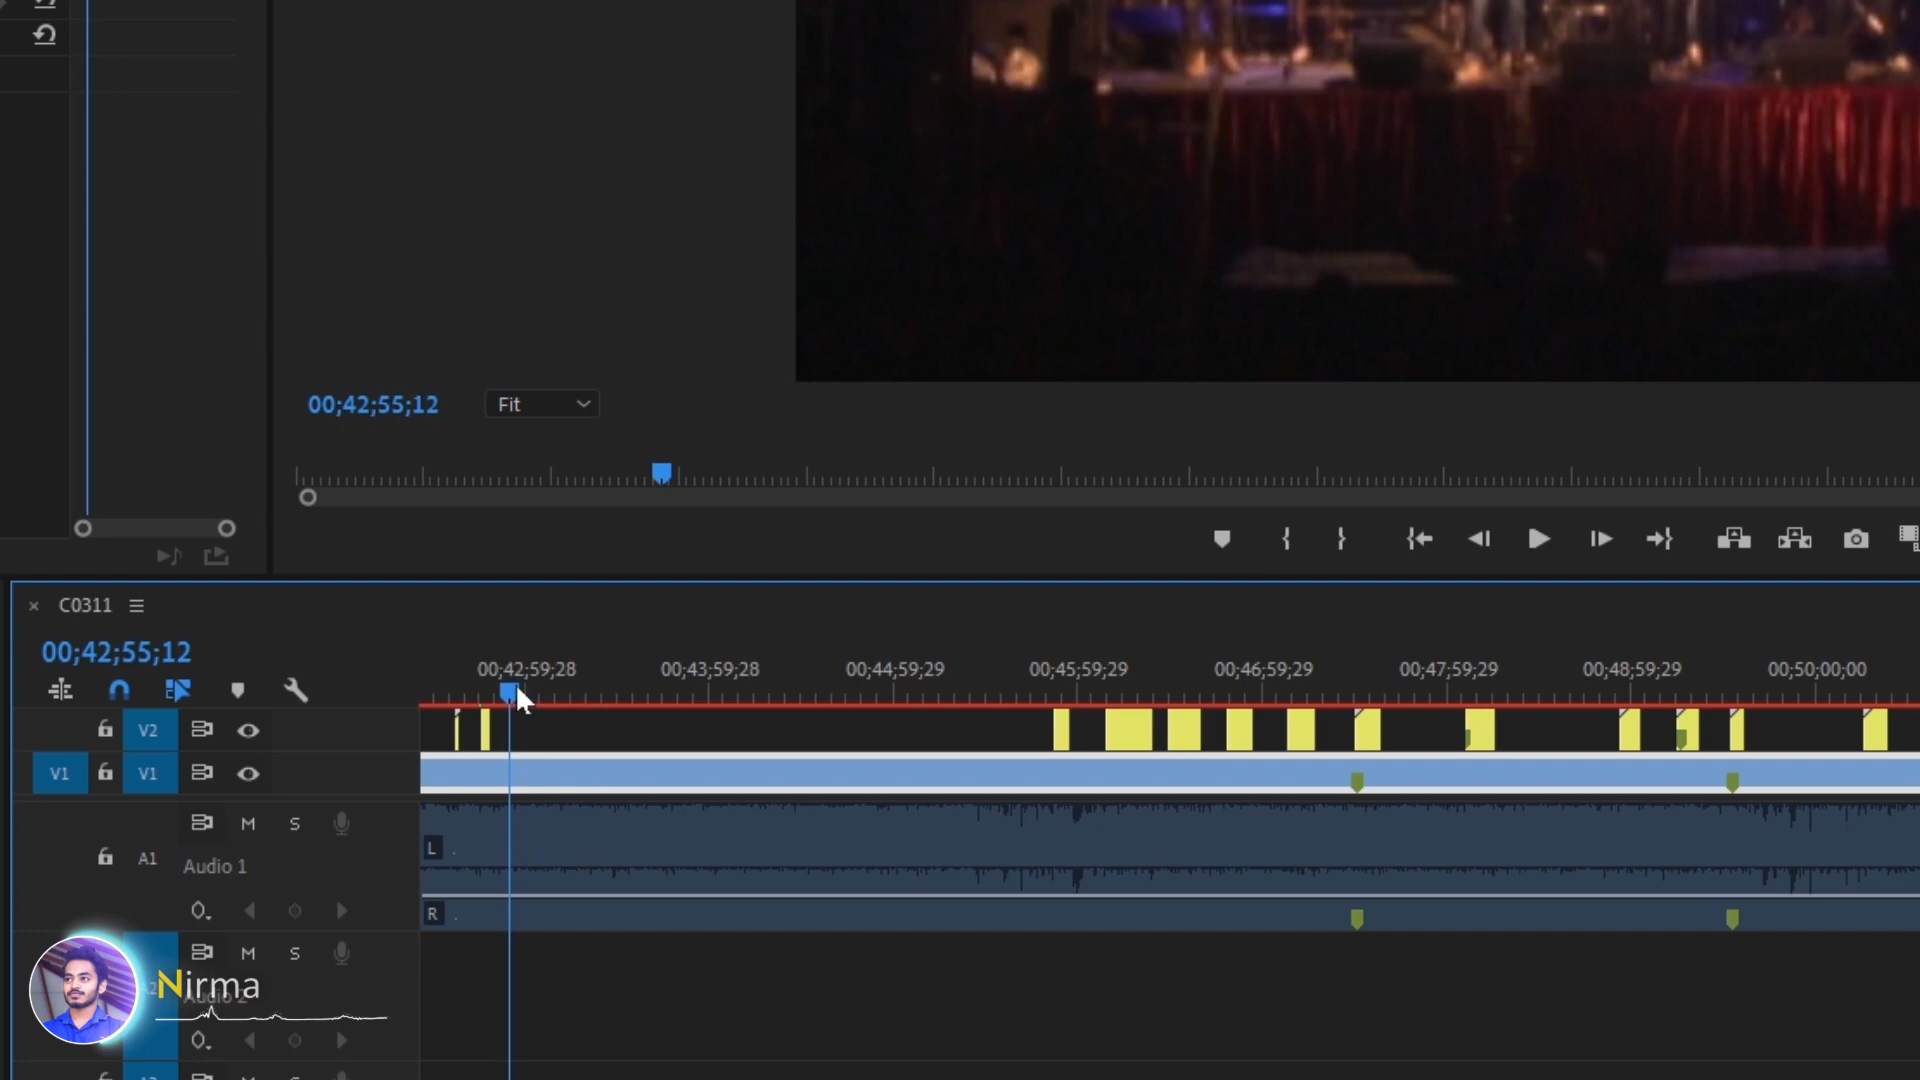 00;42;55;12
Fit
C0311
00;42;55;12
00;42;59;28 00;43;59;28 00;44;59;29 00;45;59;29 00;46;59;29 00;47;59;29 00;48;59;29 00;50;00;00
V2
V1 V1
M S
L
A1
Audio 1
R
M S
A2
Nirma
Audio 2